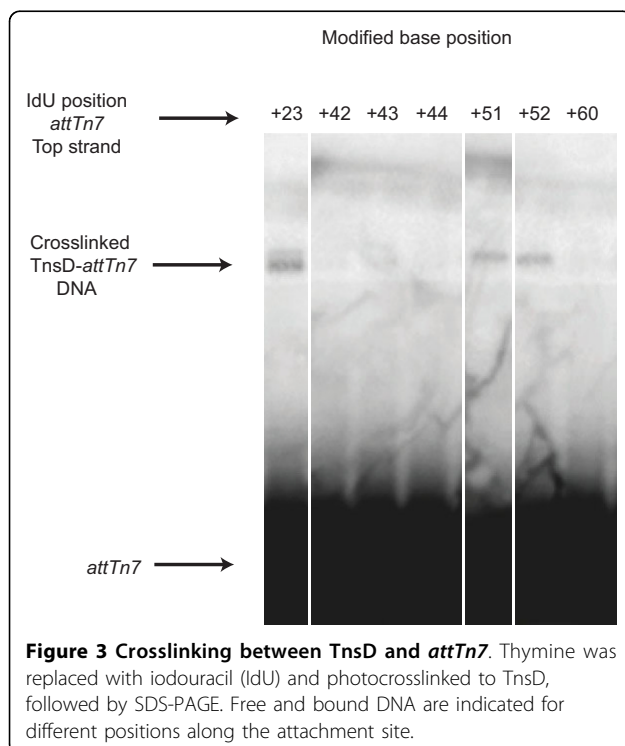 Modified base position
IdU position
attTn7
Top strand
+23 +42 +43 +44 +51 +52 +60
Crosslinked
TnsD-attTn7
DNA
attTn7
Figure 3 Crosslinking between TnsD and attTn7. Thymine was
replaced with iodouracil (IdU) and photocrosslinked to TnsD,
followed by SDS-PAGE. Free and bound DNA are indicated for
different positions along the attachment site.